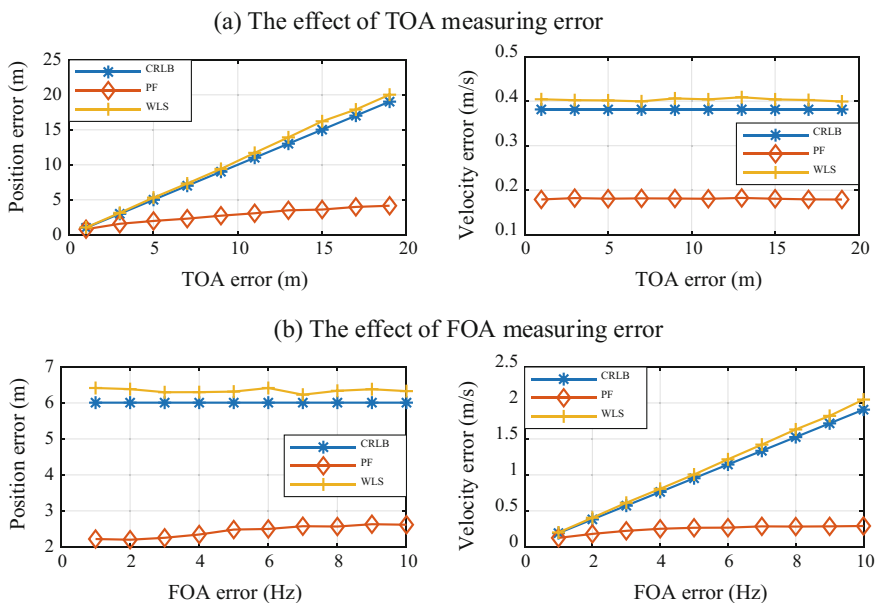 (a) The effect of TOA measuring error
Position error (m)
25
20
15
10
5
0
0
5
10
15
20
TOA error (m)
CRLB
PF
WLS
Velocity error (m/s)
0.5
0.4
0.3
0.2
0.1
0
5
10
15
20
TOA error (m)
CRLB
PF
WLS
(b) The effect of FOA measuring error
Position error (m)
7
6
5
4
3
2
0
2
4
6
8
10
FOA error (Hz)
CRLB
PF
WLS
Velocity error (m/s)
2.5
2
1.5
1
0.5
0
0
2
4
6
8
10
FOA error (Hz)
CRLB
PF
WLS